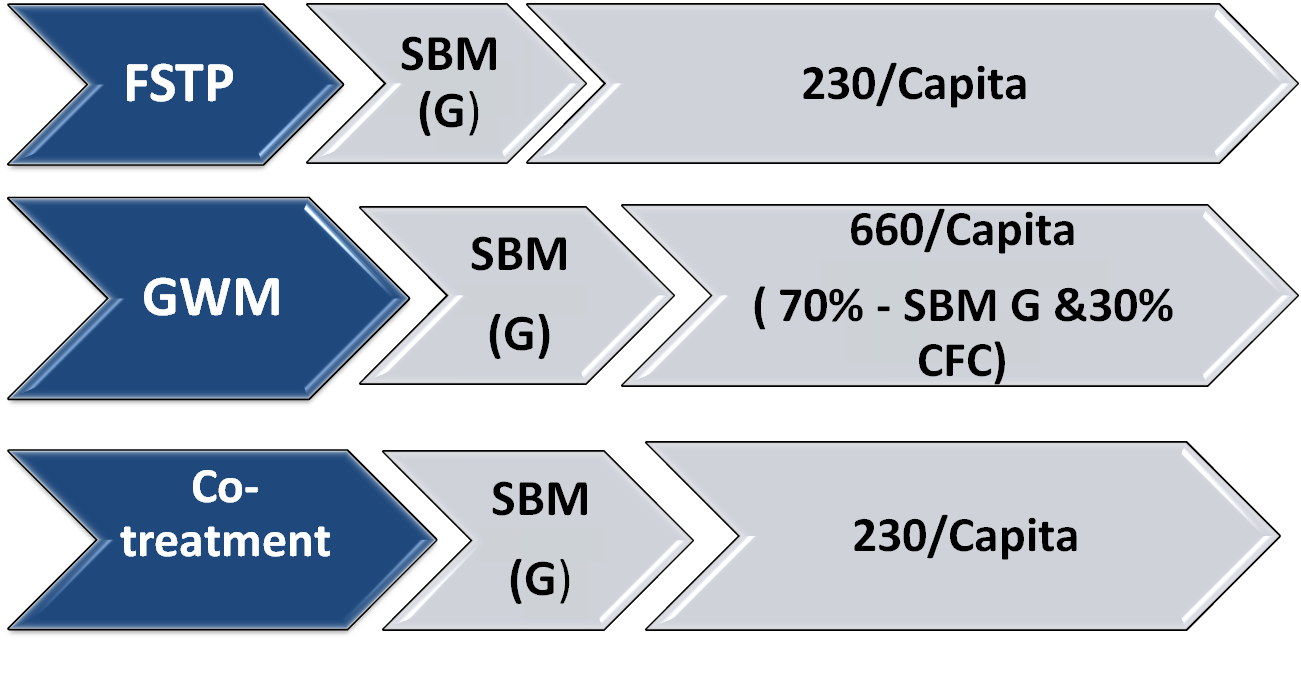 FSTP
SBM
(G)
230/Capita
GWM
SBM
(G)
660/Capita
( 70% - SBM G &30%
CFC)
Co-
treatment
SBM
(G)
230/Capita